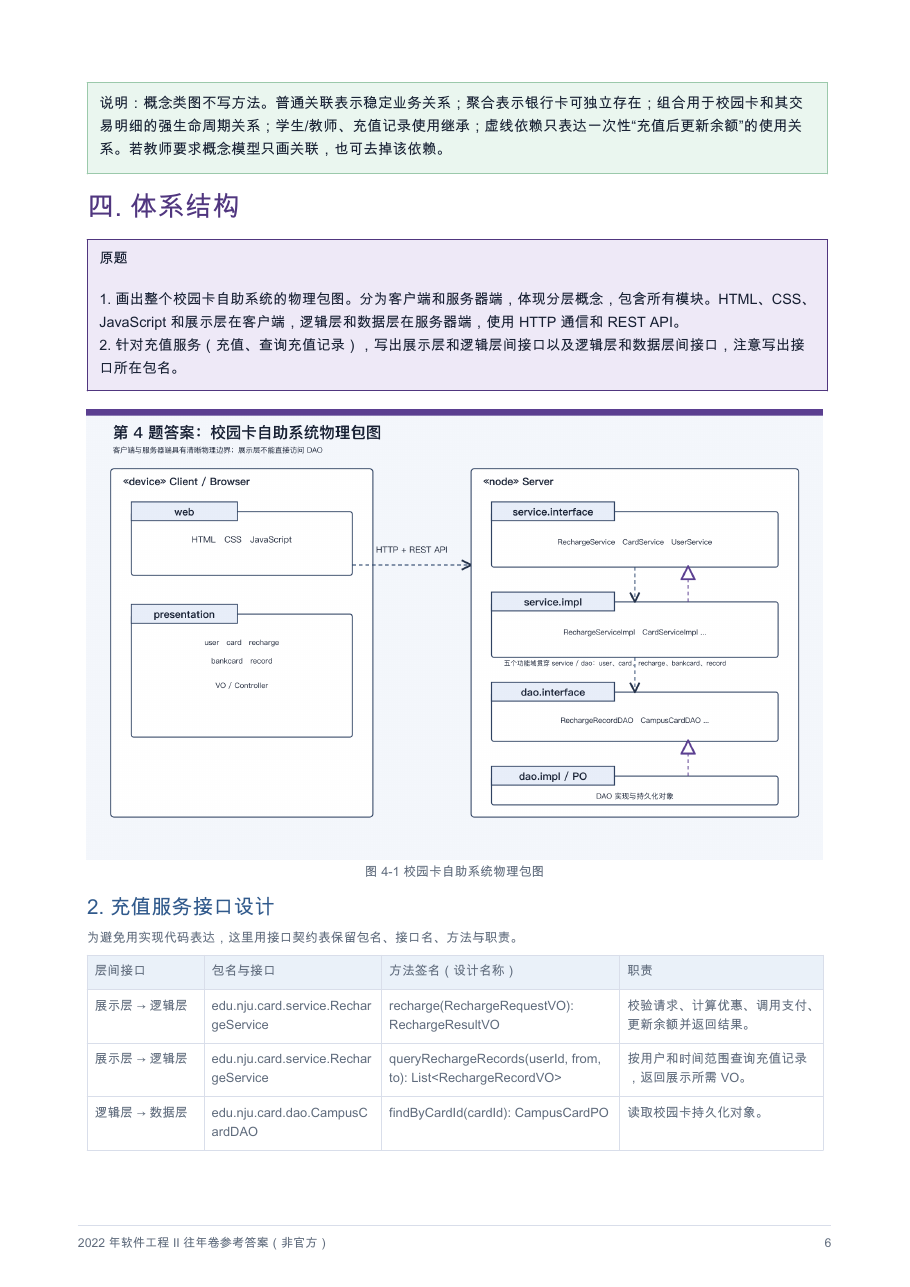 说明：概念类图不写方法。普通关联表示稳定业务关系；聚合表示银行卡可独立存在；组合用于校园卡和其交
易明细的强生命周期关系；学生/教师、充值记录使用继承；虚线依赖只表达一次性“充值后更新余额”的使用关
系。若教师要求概念模型只画关联，也可去掉该依赖。
四. 体系结构
原题
1. 画出整个校园卡自助系统的物理包图。分为客户端和服务器端，体现分层概念，包含所有模块。HTML、CSS、
JavaScript 和展示层在客户端，逻辑层和数据层在服务器端，使用 HTTP 通信和 REST API。
2. 针对充值服务（充值、查询充值记录），写出展示层和逻辑层间接口以及逻辑层和数据层间接口，注意写出接
口所在包名。
第 4 题答案：校园卡自助系统物理包图
客户端与服务器端具有清晰物理边界；展示层不能直接访问 DAO
«device» Client / Browser
web
HTML CSS JavaScript
presentation
user card recharge
bankcard record
VO / Controller
HTTP + REST API
«node» Server
service.interface
RechargeService CardService UserService
service.impl
RechargeServiceImpl CardServiceImpl ...
五个功能域贯穿 service / dao：user、card、recharge、bankcard、record
dao.interface
RechargeRecordDAO CampusCardDAO ...
dao.impl / PO
DAO 实现与持久化对象
图 4-1 校园卡自助系统物理包图
2. 充值服务接口设计
为避免用实现代码表达，这里用接口契约表保留包名、接口名、方法与职责。
层间接口 包名与接口 方法签名（设计名称） 职责
展示层 → 逻辑层 edu.nju.card.service.Rechar recharge(RechargeRequestVO): 校验请求、计算优惠、调用支付、
geService RechargeResultVO 更新余额并返回结果。
展示层 → 逻辑层 edu.nju.card.service.Rechar queryRechargeRecords(userId, from, 按用户和时间范围查询充值记录
geService to): List<RechargeRecordVO> ，返回展示所需 VO。
逻辑层 → 数据层 edu.nju.card.dao.CampusC findByCardId(cardId): CampusCardPO 读取校园卡持久化对象。
ardDAO
2022 年软件工程 II 往年卷参考答案（非官方） 6